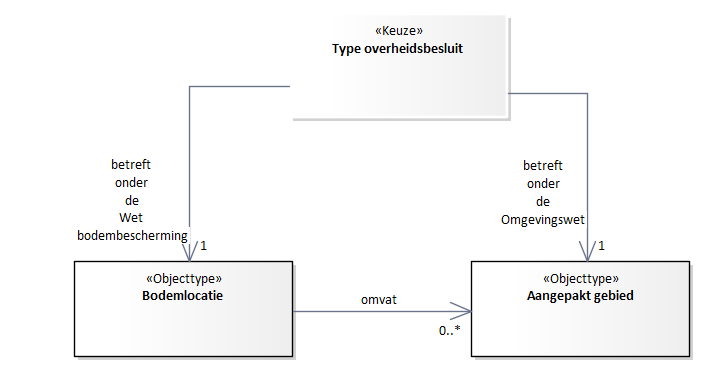 «Keuze»
Type overheidsbesluit
betreft
onder
de
Wet
bodembescherming
1
betreft
onder
de
Omgevingswet
1
«Objecttype»
Bodemlocatie
omvat
0..*
«Objecttype»
Aangepakt gebied